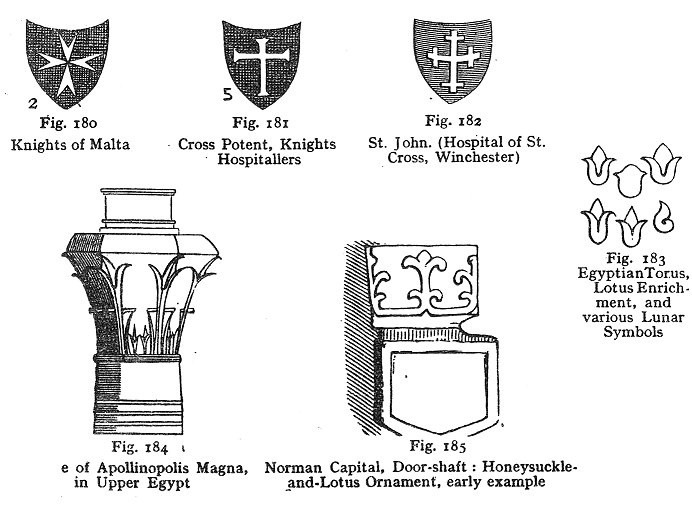 2
Fig. 180
Knights of Malta
5
Fig. 181
Cross Potent, Knights
Hospitallers
Fig. 182
St. John. (Hospital of St.
Cross, Winchester)
Fig. 183
Egyptian Torus,
Lotus Enrich-
ment, and
various Lunar
Symbols
Fig. 184
e of Apollinopolis Magna,
in Upper Egypt
Fig. 185
Norman Capital, Door-shaft : Honeysuckle-
and-Lotus Ornament, early example